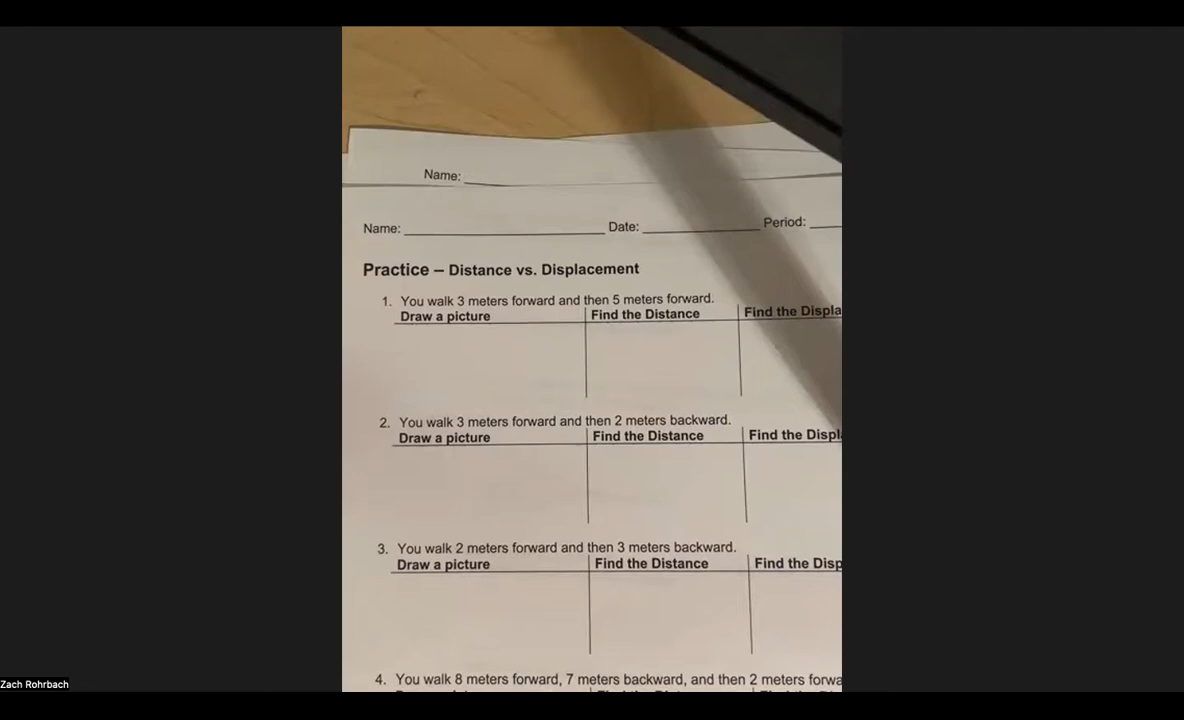 Name:
Name: Date: Period:
Practice – Distance vs. Displacement
1. You walk 3 meters forward and then 5 meters forward.
Draw a picture Find the Distance Find the Displa
2. You walk 3 meters forward and then 2 meters backward.
Draw a picture Find the Distance Find the Displ
3. You walk 2 meters forward and then 3 meters backward.
Draw a picture Find the Distance Find the Disp
4. You walk 8 meters forward, 7 meters backward, and then 2 meters forwa
Zach Rohrbach